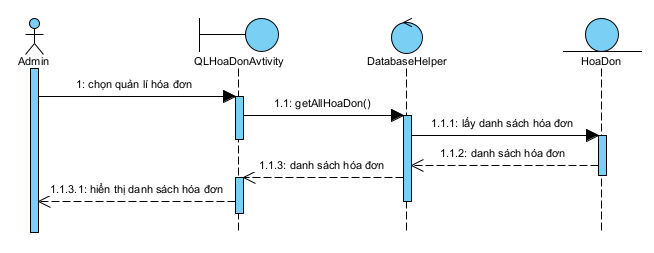 Admin
QLHoaDonAvtivity
DatabaseHelper
HoaDon
1: chọn quản lí hóa đơn
1.1: getAllHoaDon()
1.1.1: lấy danh sách hóa đơn
1.1.2: danh sách hóa đơn
1.1.3: danh sách hóa đơn
1.1.3.1: hiển thị danh sách hóa đơn